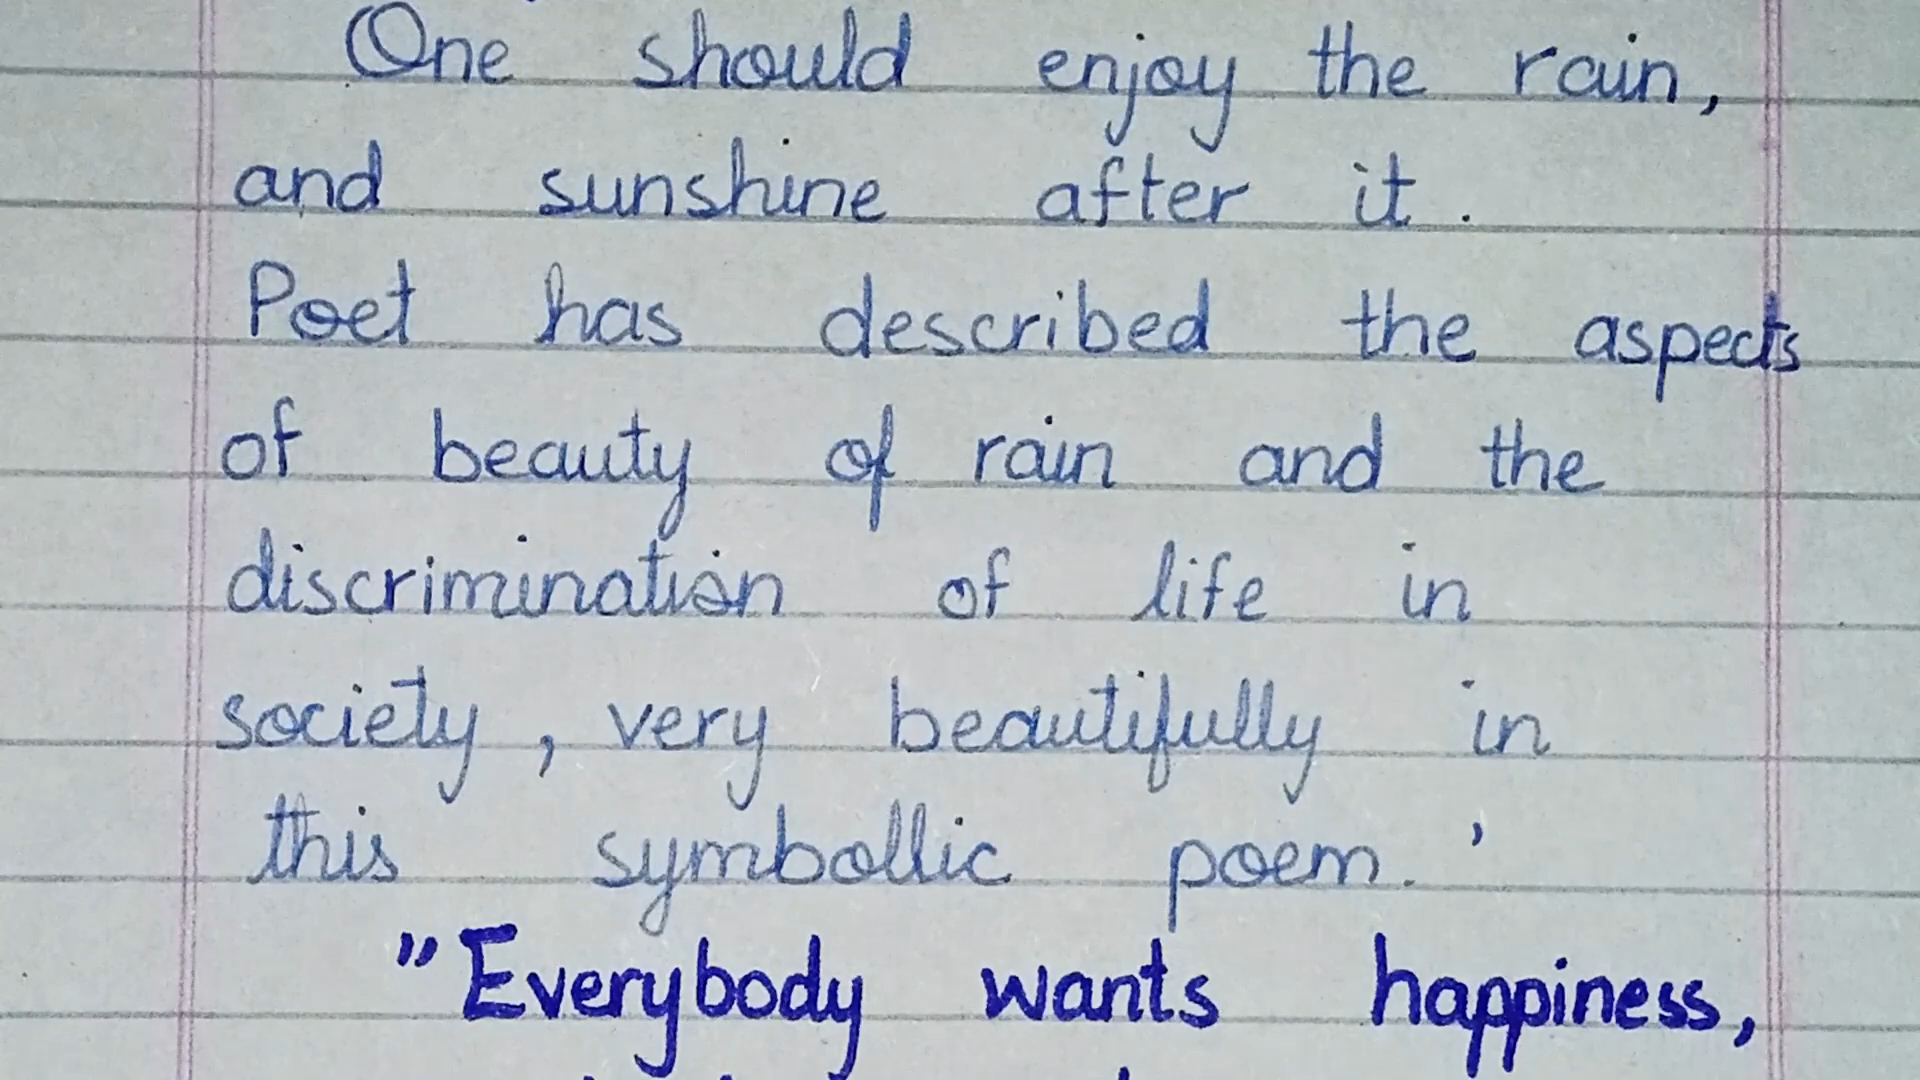 One should enjoy the rain,
and sunshine after it.
Poet has described the aspects
of beauty of rain and the
discrimination of life in
society, very beautifully in
this symbollic poem.'
"Everybody wants happiness,